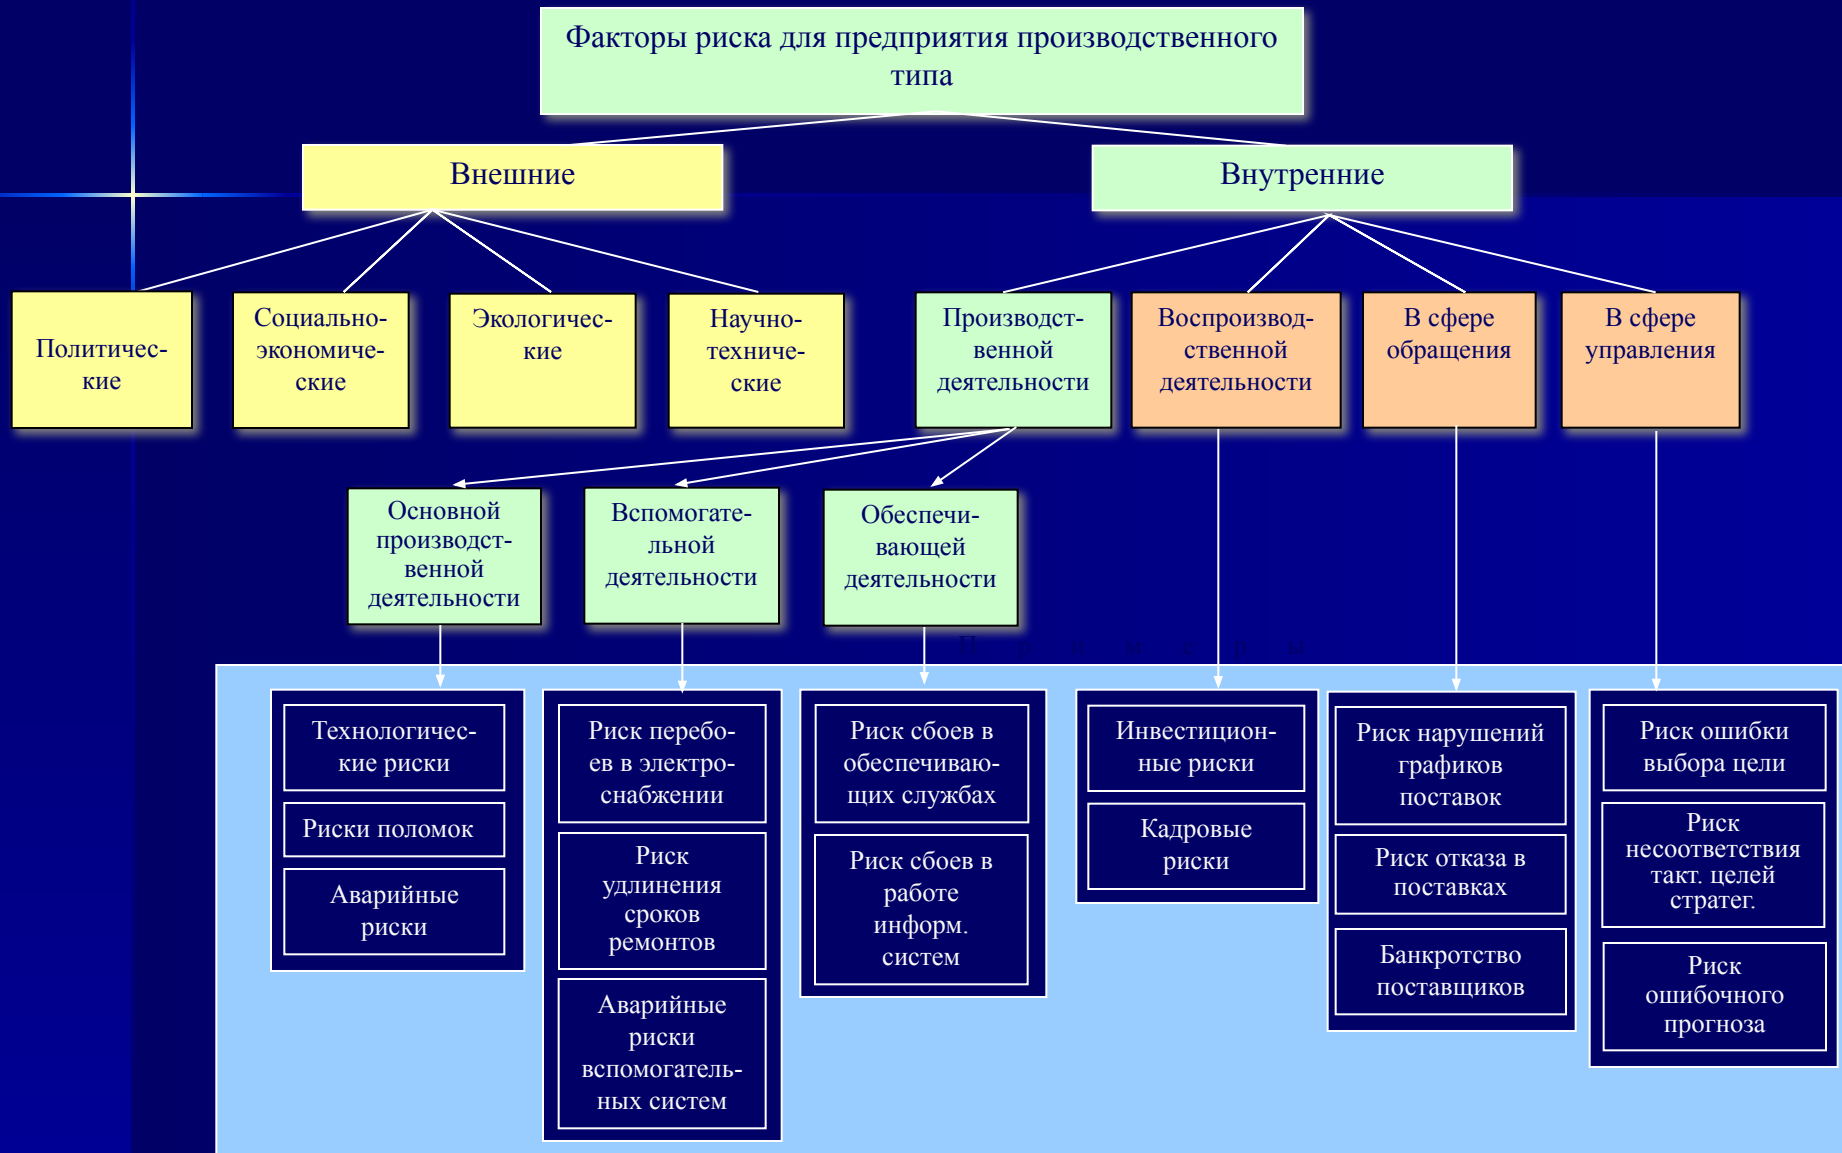 Факторы риска для предприятия производственного
типа
Внешние
Внутренние
Политичес-
кие
Социально-
экономиче-
ские
Экологичес-
кие
Научно-
техниче-
ские
Производст-
венной
деятельности
Воспроизвод-
ственной
деятельности
В сфере
обращения
В сфере
управления
Основной
производст-
венной
деятельности
Вспомогате-
льной
деятельности
Обеспечи-
вающей
деятельности
П р и м е р ы
Технологичес-
кие риски
Риски поломок
Аварийные
риски
Риск перебо-
ев в электро-
снабжении
Риск
удлинения
сроков
ремонтов
Аварийные
риски
вспомогатель-
ных систем
Риск сбоев в
обеспечиваю-
щих службах
Риск сбоев в
работе
информ.
систем
Инвестицион-
ные риски
Кадровые
риски
Риск нарушений
графиков
поставок
Риск отказа в
поставках
Банкротство
поставщиков
Риск ошибки
выбора цели
Риск
несоответствия
такт. целей
стратег.
Риск
ошибочного
прогноза